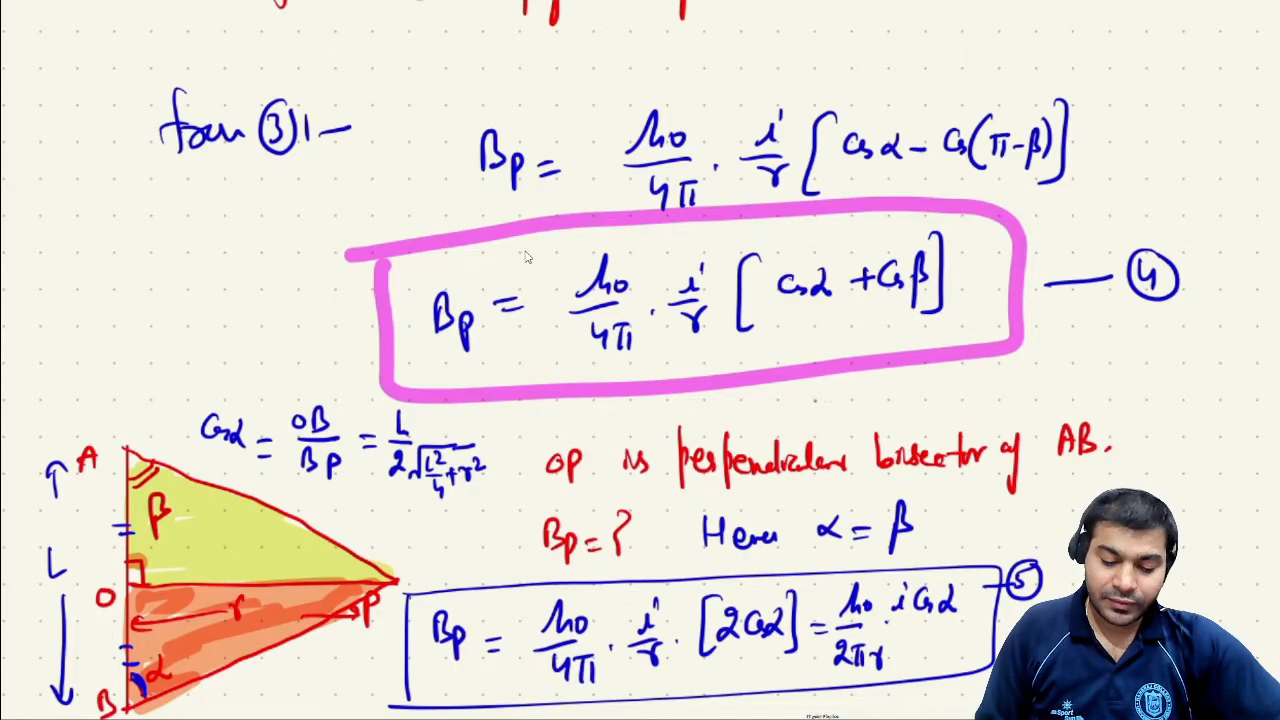 from ③ :-
Bp = μ0/4π · i/r [cos α - cos(π-β)]
Bp = μ0/4π · i/r [cos α + cos β] — ④
cos α = OB/BP = L/2√(L²/4 + r²)
OP is perpendicular bisector of AB.
Bp = ? Here α = β
Bp = μ0/4π · i/r · [2 cos α] = μ0/2πr · i cos α — ⑤
A
β
L
O
r
P
α
B